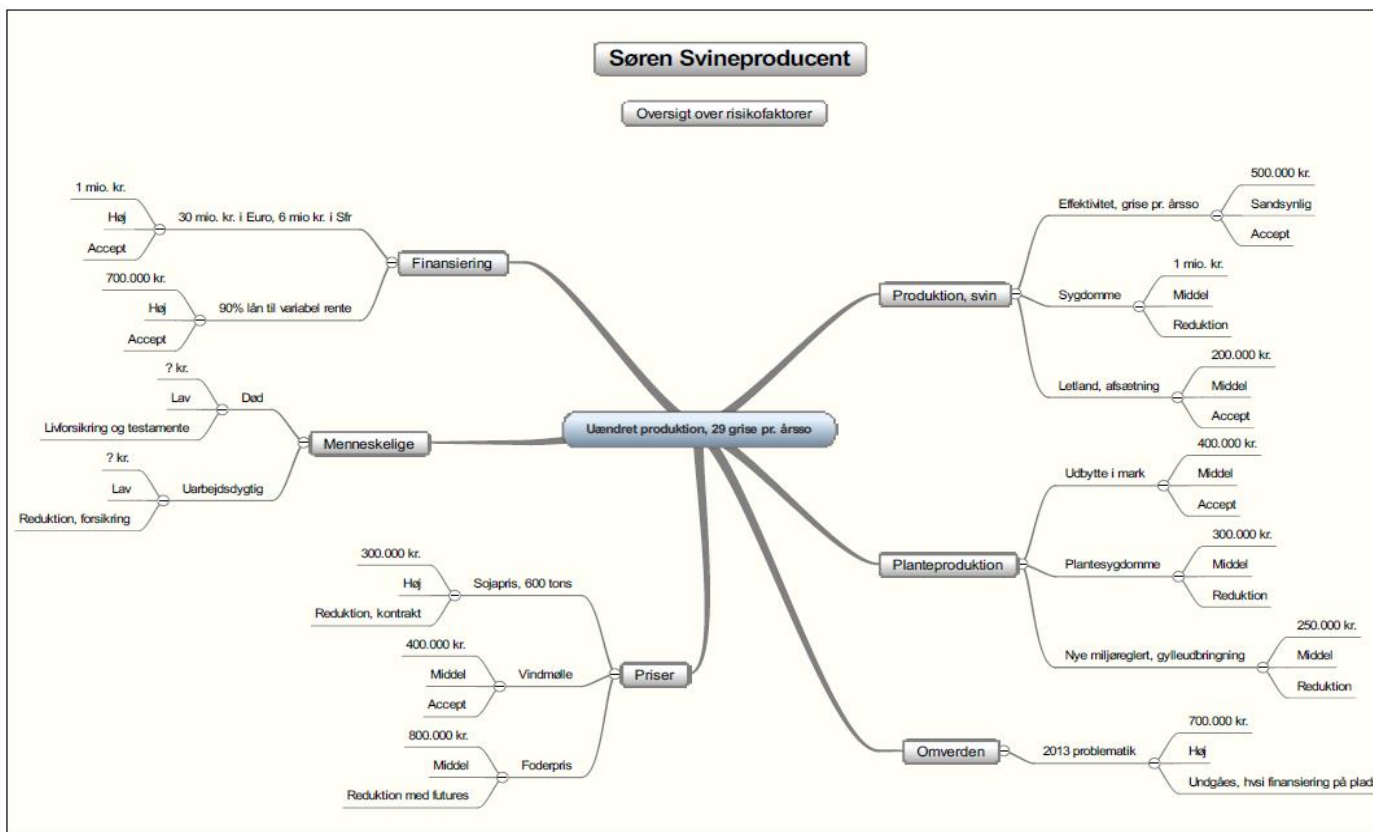 Søren Svineproducent
Oversigt over risikofaktorer
Uændret produktion, 29 grise pr. årsso
Finansiering
30 mio. kr. i Euro, 6 mio kr. i Sfr
1 mio. kr.
Høj
Accept
90% lån til variabel rente
700.000 kr.
Høj
Accept
Menneskelige
Død
? kr.
Lav
Livforsikring og testamente
Uarbejdsdygtig
? kr.
Lav
Reduktion, forsikring
Priser
Sojapris, 600 tons
300.000 kr.
Høj
Reduktion, kontrakt
Vindmølle
400.000 kr.
Middel
Accept
Foderpris
800.000 kr.
Middel
Reduktion med futures
Produktion, svin
Effektivitet, grise pr. årsso
500.000 kr.
Sandsynlig
Accept
Sygdomme
1 mio. kr.
Middel
Reduktion
Letland, afsætning
200.000 kr.
Middel
Accept
Planteproduktion
Udbytte i mark
400.000 kr.
Middel
Accept
Plantesygdomme
300.000 kr.
Middel
Reduktion
Nye miljøreglert, gylleudbringning
250.000 kr.
Middel
Reduktion
Omverden
2013 problematik
700.000 kr.
Høj
Undgåes, hvsi finansiering på plad